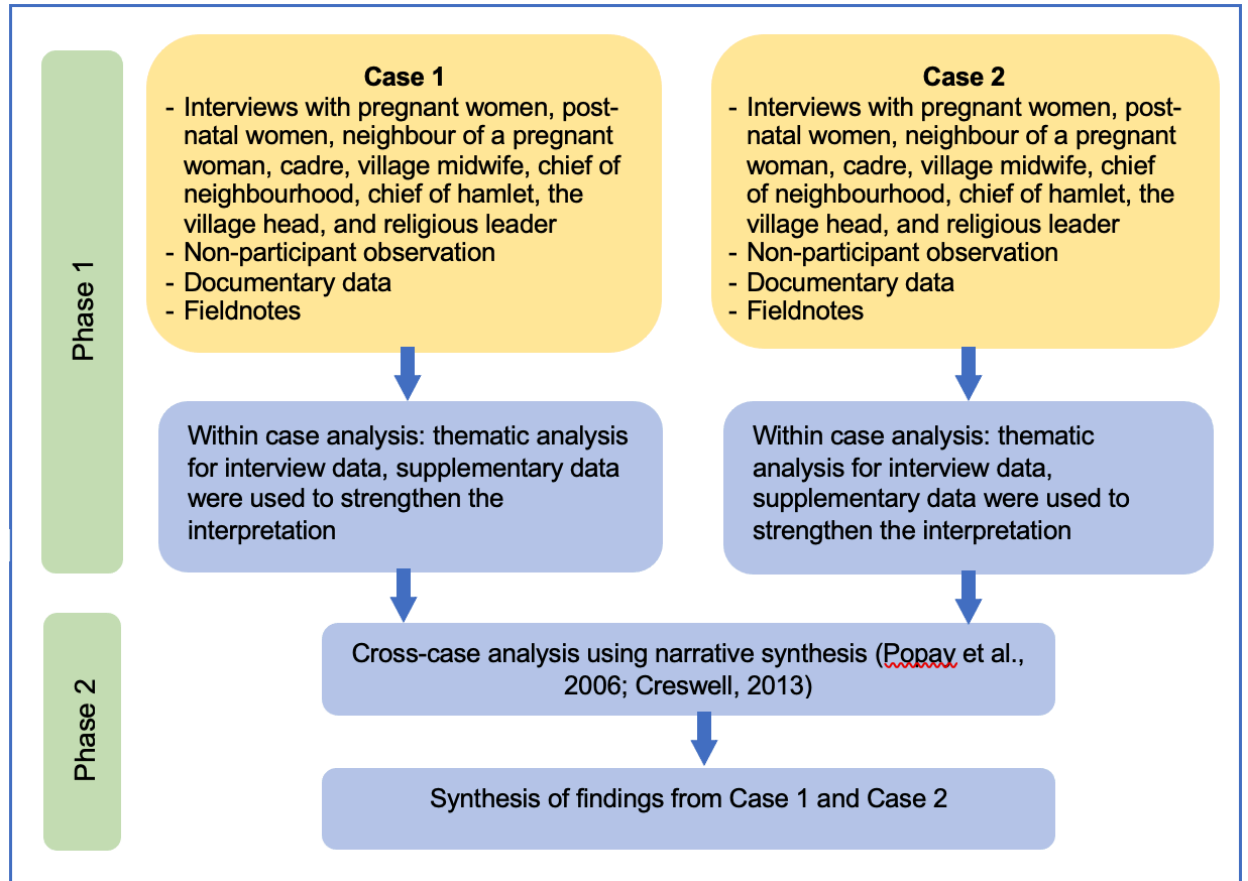 Phase 1
Case 1
- Interviews with pregnant women, post-
natal women, neighbour of a pregnant
woman, cadre, village midwife, chief of
neighbourhood, chief of hamlet, the
village head, and religious leader
- Non-participant observation
- Documentary data
- Fieldnotes
Case 2
- Interviews with pregnant women, post-
natal women, neighbour of a pregnant
woman, cadre, village midwife, chief
of neighbourhood, chief of hamlet, the
village head, and religious leader
- Non-participant observation
- Documentary data
- Fieldnotes
Within case analysis: thematic analysis
for interview data, supplementary data
were used to strengthen the
interpretation
Within case analysis: thematic
analysis for interview data,
supplementary data were used to
strengthen the interpretation
Phase 2
Cross-case analysis using narrative synthesis (Popay et al.,
2006; Creswell, 2013)
Synthesis of findings from Case 1 and Case 2